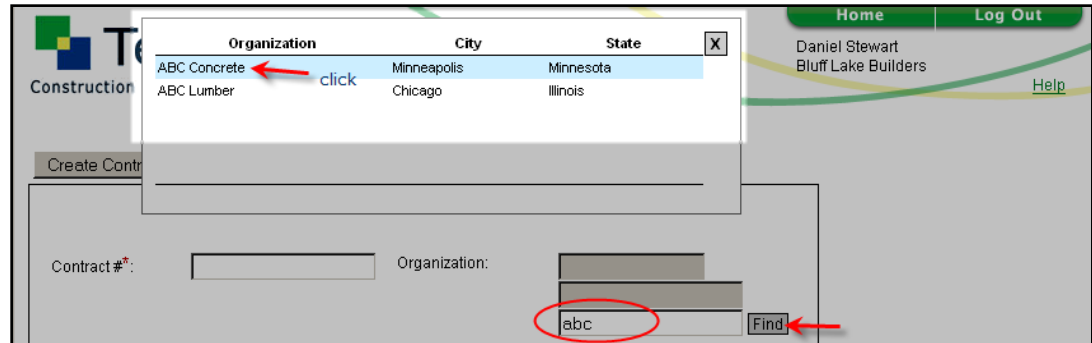 Home Log Out
Organization City State X
Daniel Stewart
ABC Concrete click Minneapolis Minnesota
Bluff Lake Builders
Construction
ABC Lumber Chicago Illinois
Help
Create Contr
Contract #*: Organization:
abc Find